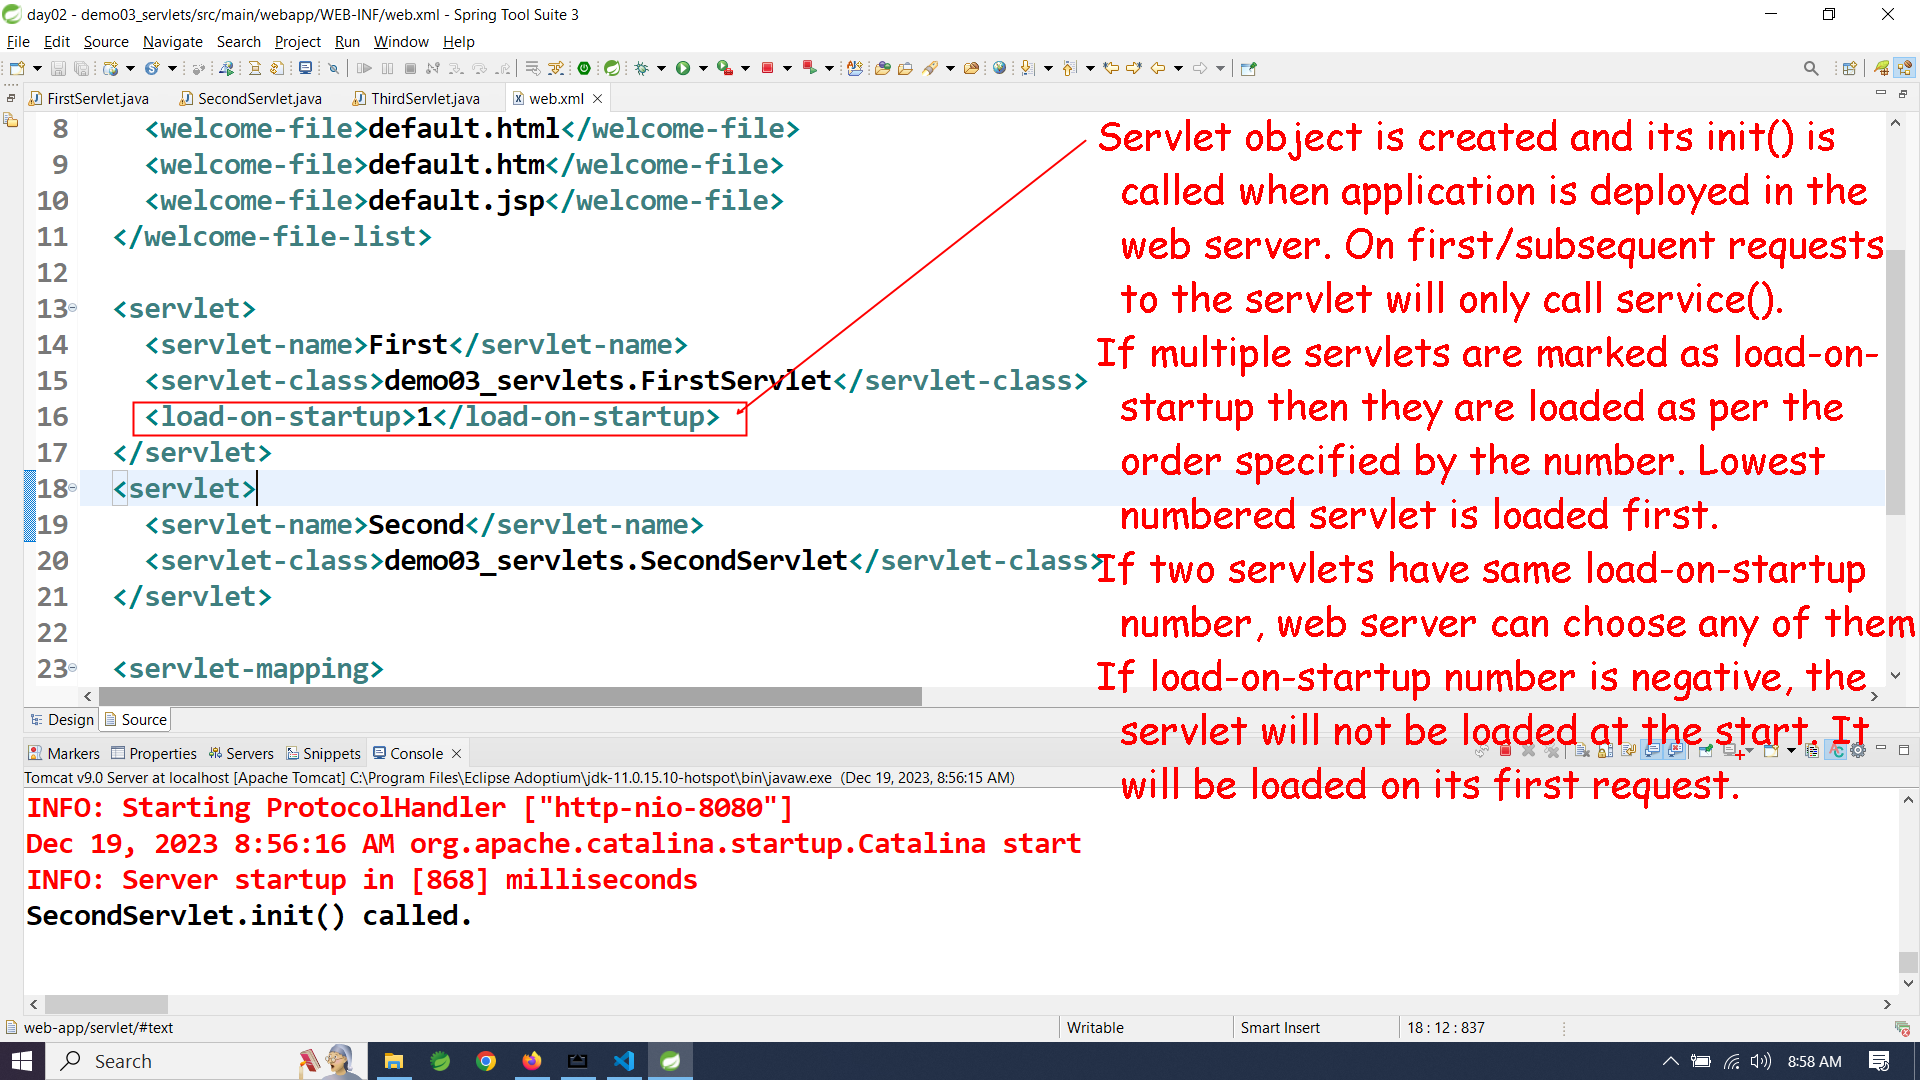 day02 - demo03_servlets/src/main/webapp/WEB-INF/web.xml - Spring Tool Suite 3
File Edit Source Navigate Search Project Run Window Help
FirstServlet.java SecondServlet.java ThirdServlet.java web.xml
8 <welcome-file>default.html</welcome-file>
9 <welcome-file>default.htm</welcome-file>
10 <welcome-file>default.jsp</welcome-file>
11 </welcome-file-list>
12
13 <servlet>
14 <servlet-name>First</servlet-name>
15 <servlet-class>demo03_servlets.FirstServlet</servlet-class>
16 <load-on-startup>1</load-on-startup>
17 </servlet>
18 <servlet>
19 <servlet-name>Second</servlet-name>
20 <servlet-class>demo03_servlets.SecondServlet</servlet-class>
21 </servlet>
22
23 <servlet-mapping>
Servlet object is created and its init() is
called when application is deployed in the
web server. On first/subsequent requests
to the servlet will only call service().
If multiple servlets are marked as load-on-
startup then they are loaded as per the
order specified by the number. Lowest
numbered servlet is loaded first.
If two servlets have same load-on-startup
number, web server can choose any of them
If load-on-startup number is negative, the
servlet will not be loaded at the start. It
will be loaded on its first request.
Design Source
Markers Properties Servers Snippets Console
Tomcat v9.0 Server at localhost [Apache Tomcat] C:\Program Files\Eclipse Adoptium\jdk-11.0.15.10-hotspot\bin\javaw.exe (Dec 19, 2023, 8:56:15 AM)
INFO: Starting ProtocolHandler ["http-nio-8080"]
Dec 19, 2023 8:56:16 AM org.apache.catalina.startup.Catalina start
INFO: Server startup in [868] milliseconds
SecondServlet.init() called.
web-app/servlet/#text Writable Smart Insert 18 : 12 : 837
Search 8:58 AM